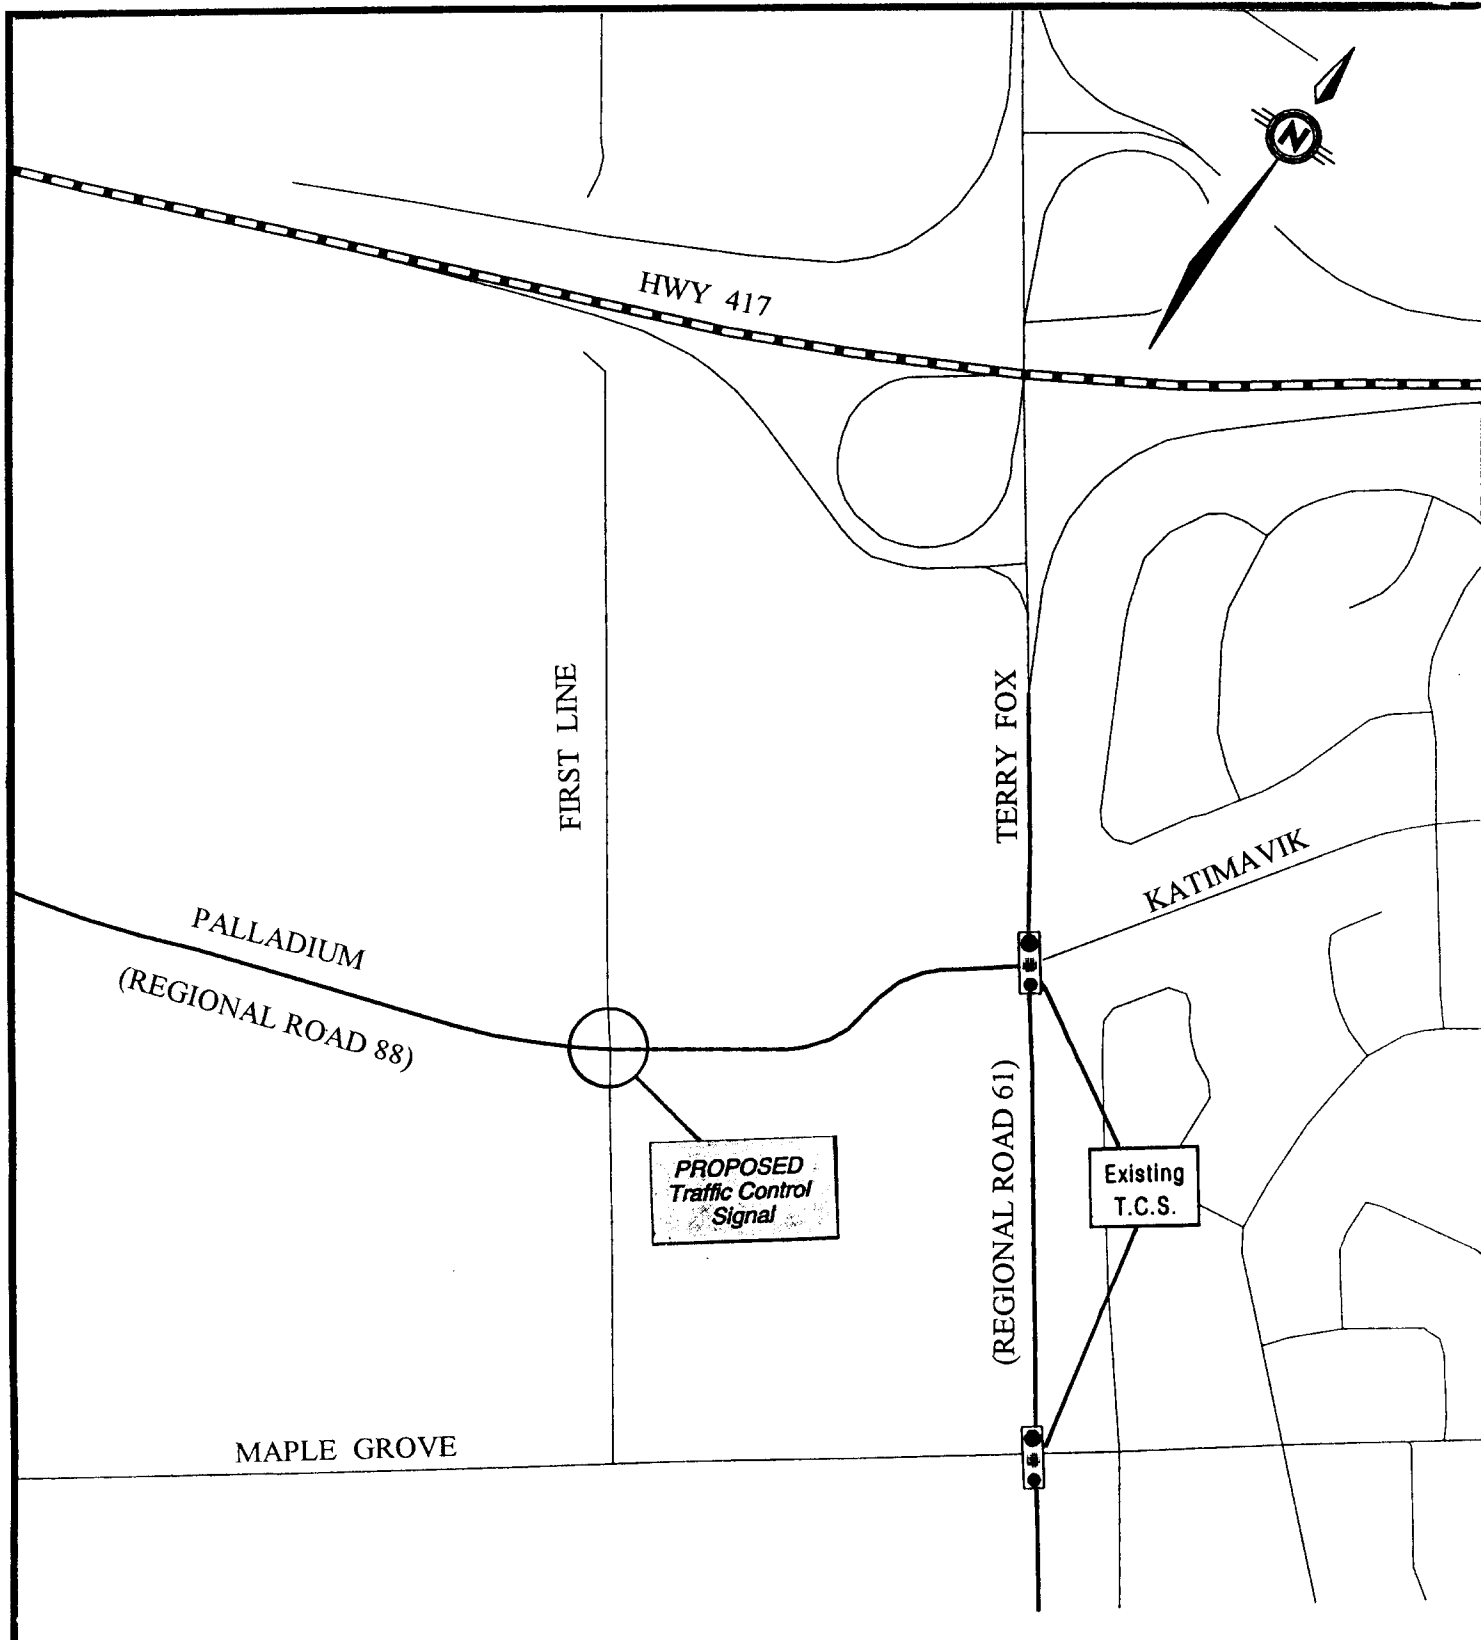 N
HWY 417
FIRST LINE
TERRY FOX
KATIMAVIK
PALLADIUM
(REGIONAL ROAD 88)
(REGIONAL ROAD 61)
PROPOSED
Traffic Control
Signal
Existing
T.C.S.
MAPLE GROVE